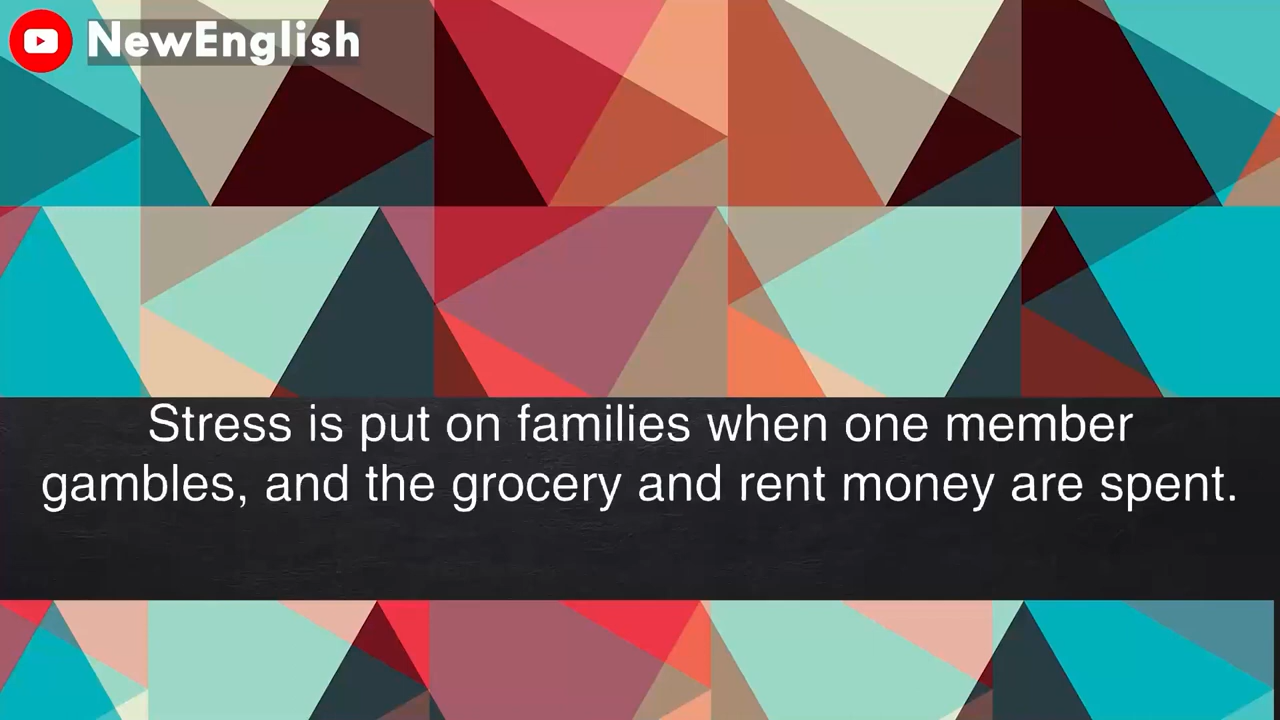 NewEnglish
Stress is put on families when one member
gambles, and the grocery and rent money are spent.